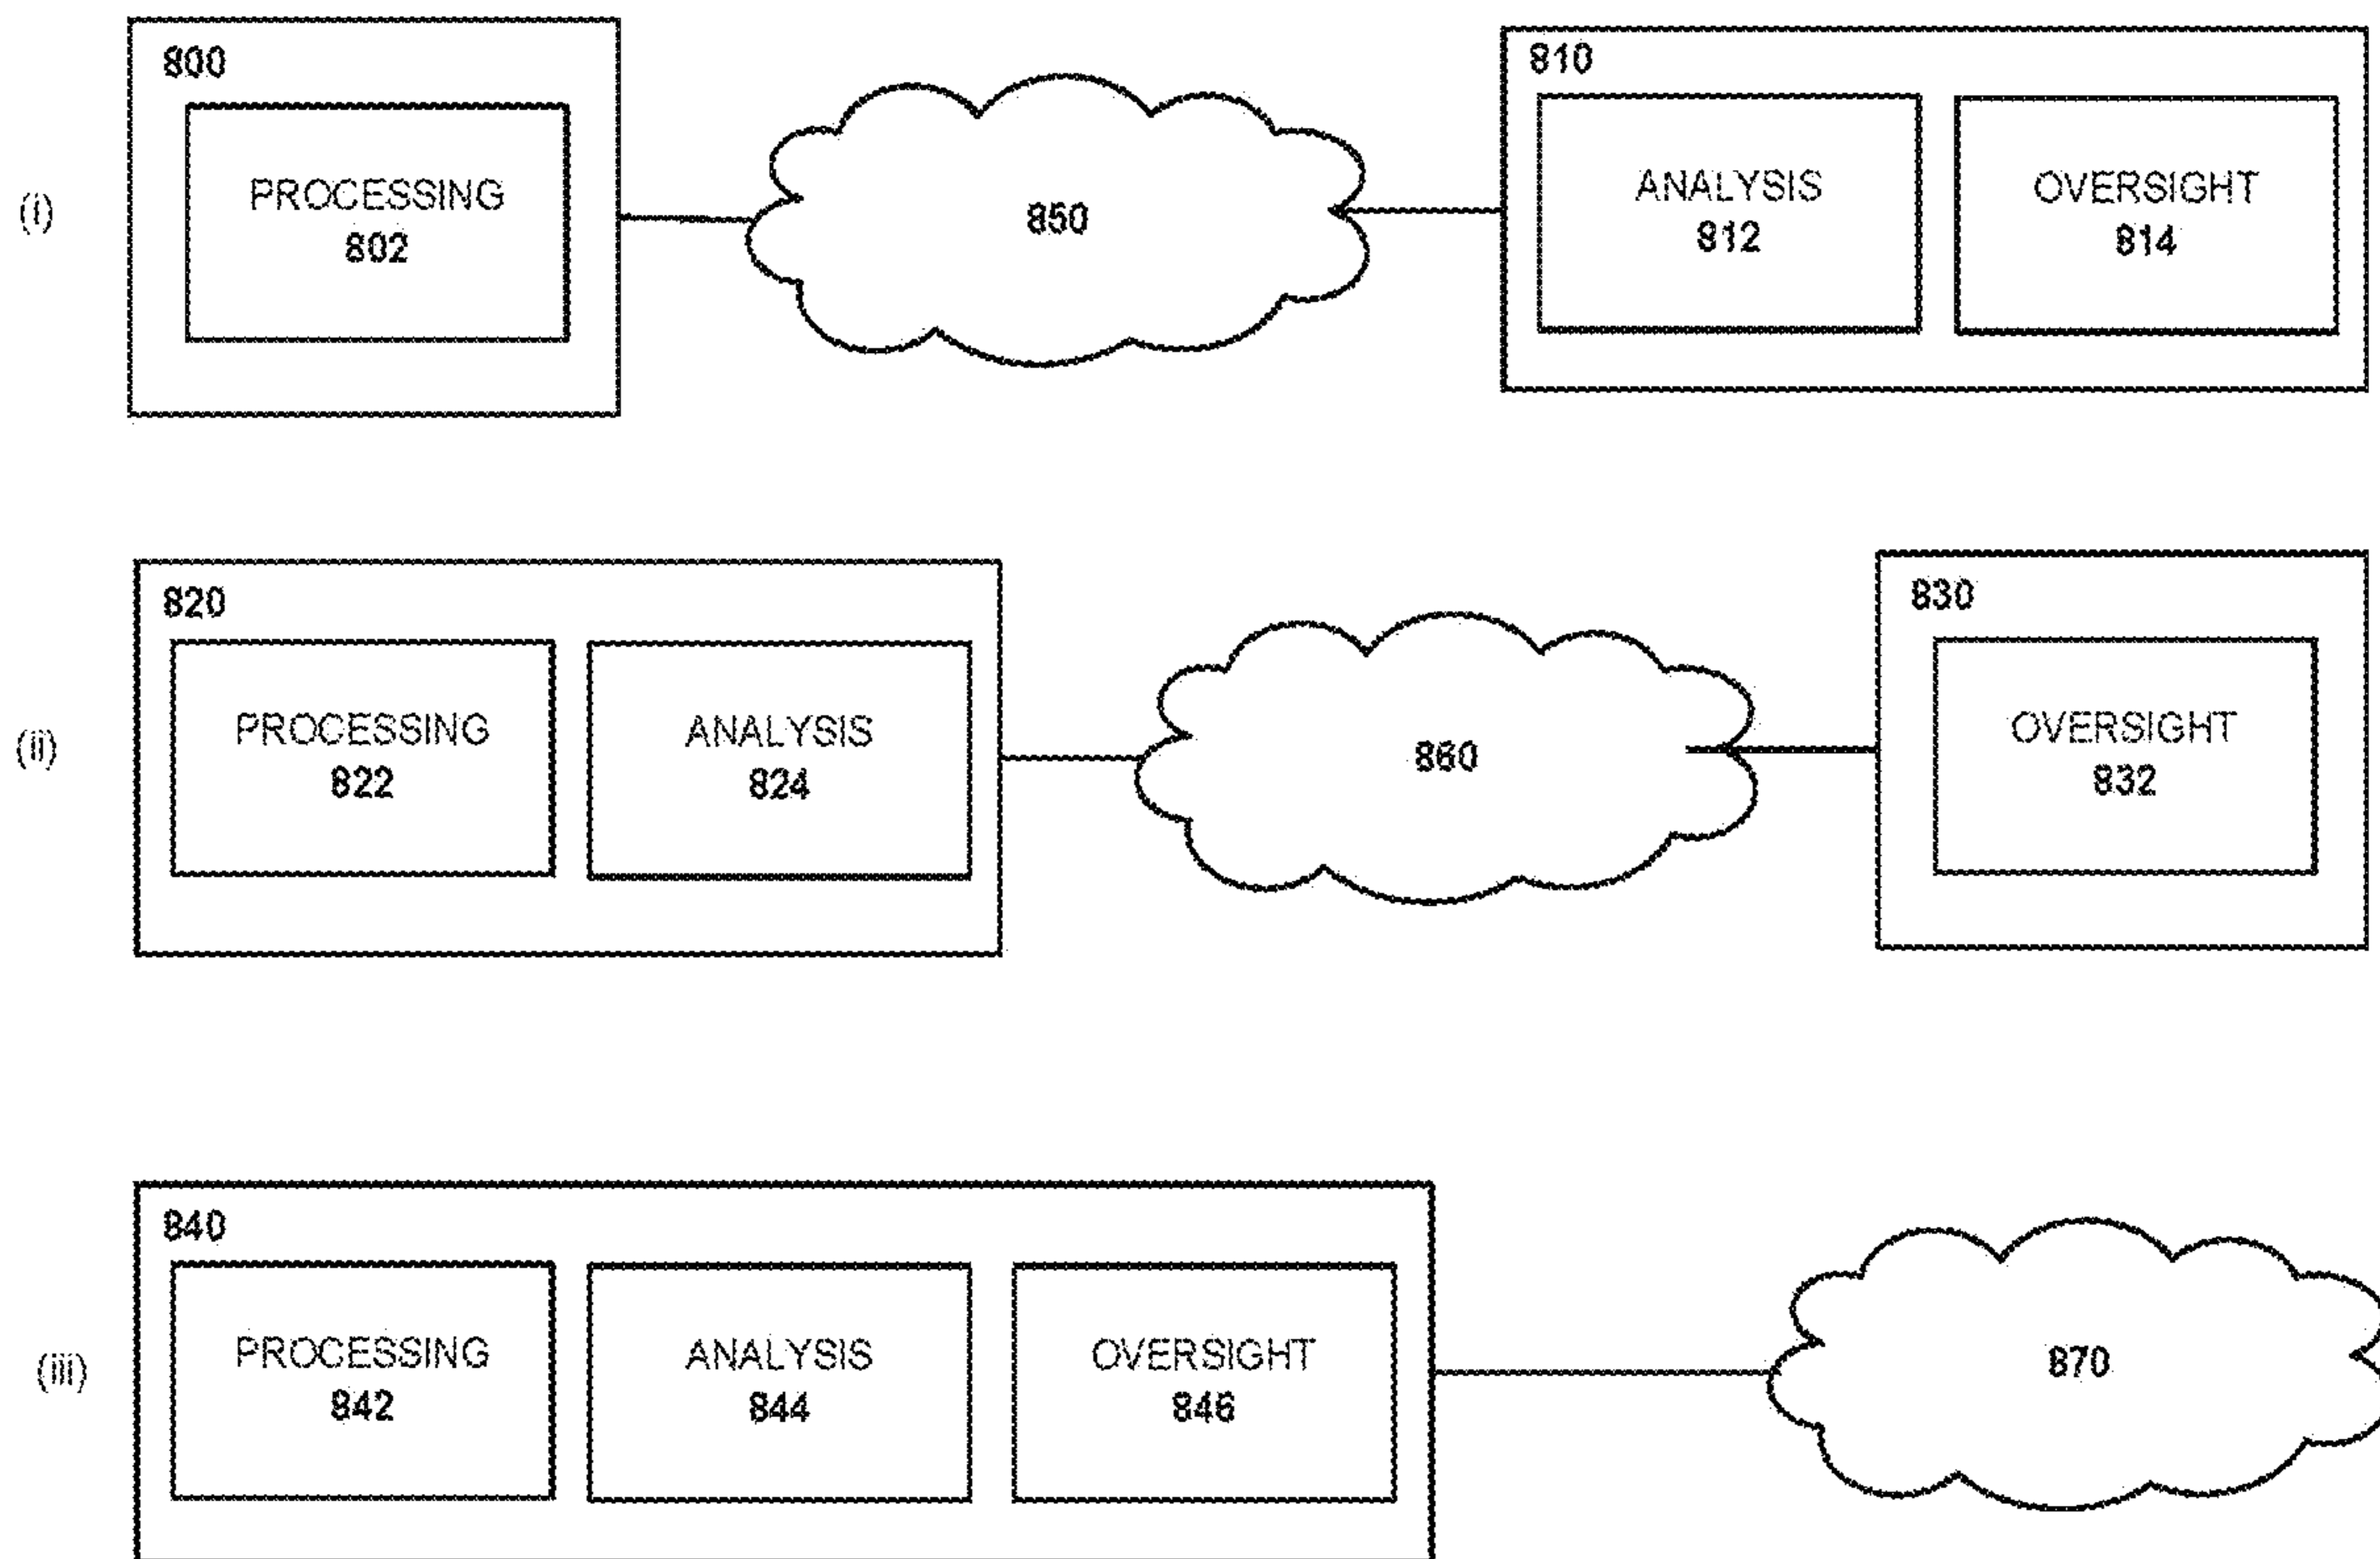 800
810
PROCESSING
802
850
ANALYSIS
812
OVERSIGHT
814
(i)
820
830
PROCESSING
822
ANALYSIS
824
860
OVERSIGHT
832
(ii)
840
PROCESSING
842
ANALYSIS
844
OVERSIGHT
846
870
(iii)